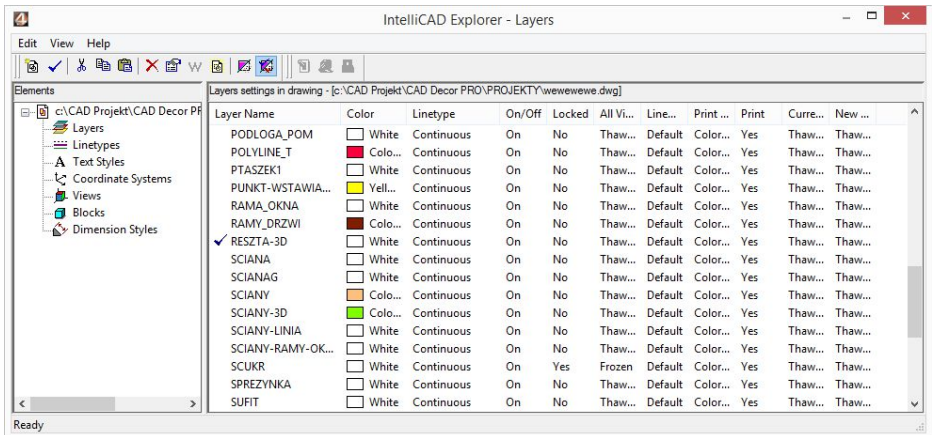 IntelliCAD Explorer - Layers
Edit View Help
Elements
Layers settings in drawing - [c:\CAD Projekt\CAD Decor PRO\PROJEKTY\wewewewe.dwg]
c:\CAD Projekt\CAD Decor PF
Layers
Linetypes
A Text Styles
Coordinate Systems
Views
Blocks
Dimension Styles
Layer Name Color Linetype On/Off Locked All Vi... Line... Print ... Print Curre... New ...
PODLOGA_POM White Continuous On No Thaw... Default Color... Yes Thaw... Thaw...
POLYLINE_T Colo... Continuous On No Thaw... Default Color... Yes Thaw... Thaw...
PTASZEK1 White Continuous On No Thaw... Default Color... Yes Thaw... Thaw...
PUNKT-WSTAWIA... Yell... Continuous On No Thaw... Default Color... Yes Thaw... Thaw...
RAMA_OKNA White Continuous On No Thaw... Default Color... Yes Thaw... Thaw...
RAMY_DRZWI Colo... Continuous On No Thaw... Default Color... Yes Thaw... Thaw...
RESZTA-3D White Continuous On No Thaw... Default Color... Yes Thaw... Thaw...
SCIANA White Continuous On No Thaw... Default Color... Yes Thaw... Thaw...
SCIANAG White Continuous On No Thaw... Default Color... Yes Thaw... Thaw...
SCIANY Colo... Continuous On No Thaw... Default Color... Yes Thaw... Thaw...
SCIANY-3D Colo... Continuous On No Thaw... Default Color... Yes Thaw... Thaw...
SCIANY-LINIA White Continuous On No Thaw... Default Color... Yes Thaw... Thaw...
SCIANY-RAMY-OK... White Continuous On No Thaw... Default Color... Yes Thaw... Thaw...
SCUKR White Continuous On Yes Frozen Default Color... Yes Thaw... Thaw...
SPREZYNKA White Continuous On No Thaw... Default Color... Yes Thaw... Thaw...
SUFIT White Continuous On No Thaw... Default Color... Yes Thaw... Thaw...
Ready